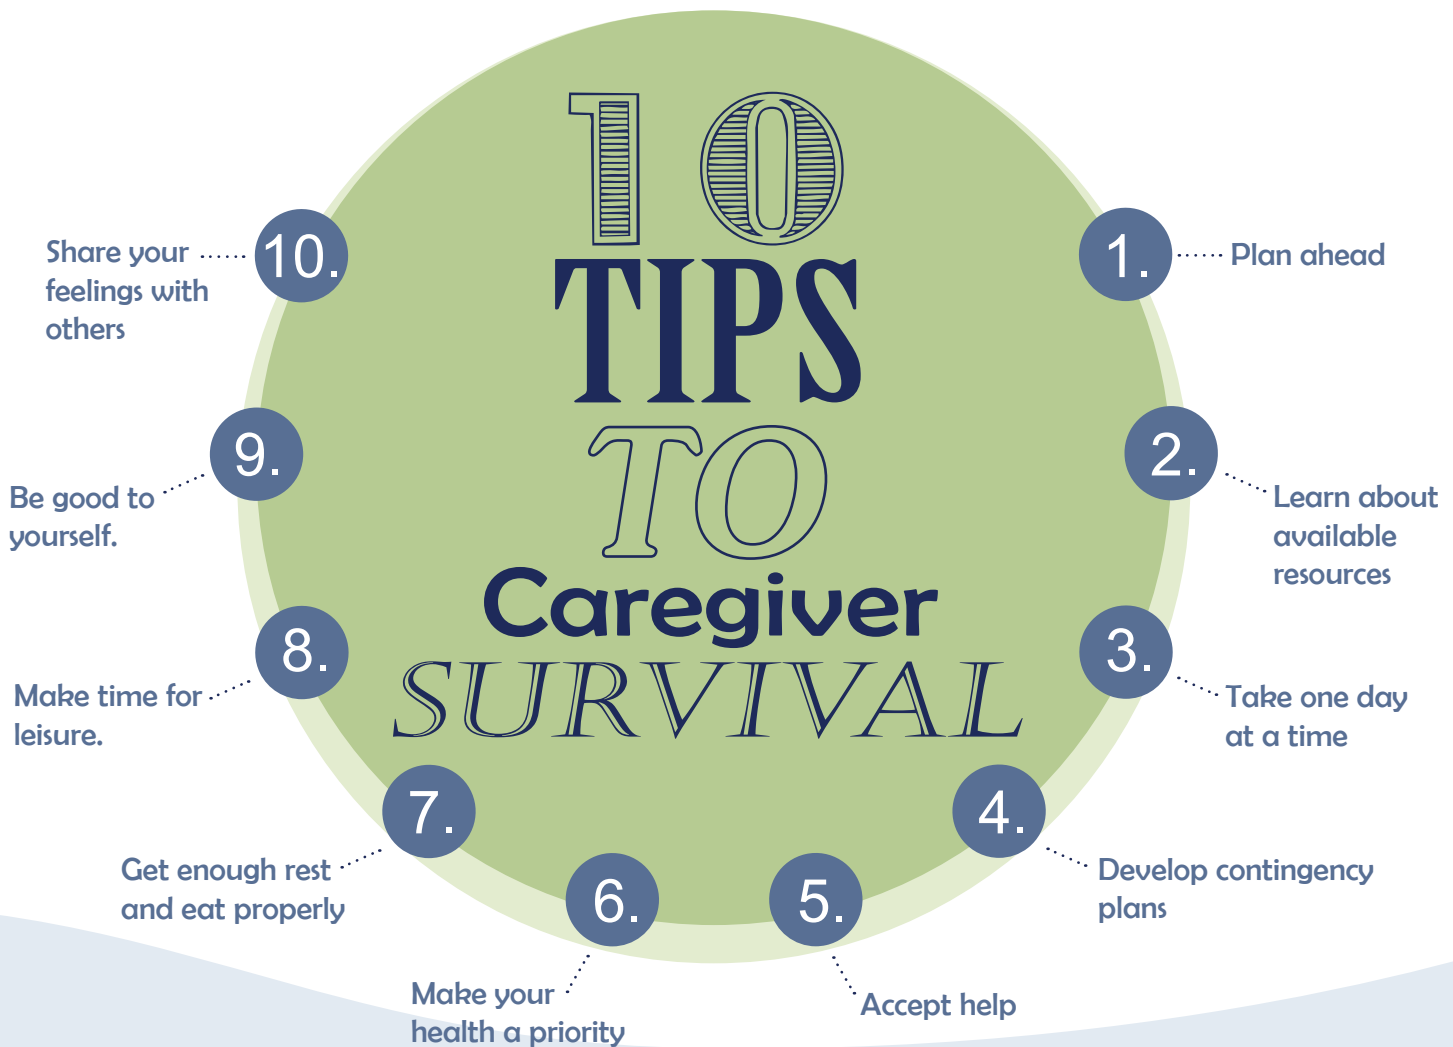 10
TIPS
TO
Caregiver
SURVIVAL
1.
Plan ahead
2.
Learn about
available
resources
3.
Take one day
at a time
4.
Develop contingency
plans
5.
Accept help
6.
Make your
health a priority
7.
Get enough rest
and eat properly
8.
Make time for
leisure.
9.
Be good to
yourself.
10.
Share your
feelings with
others